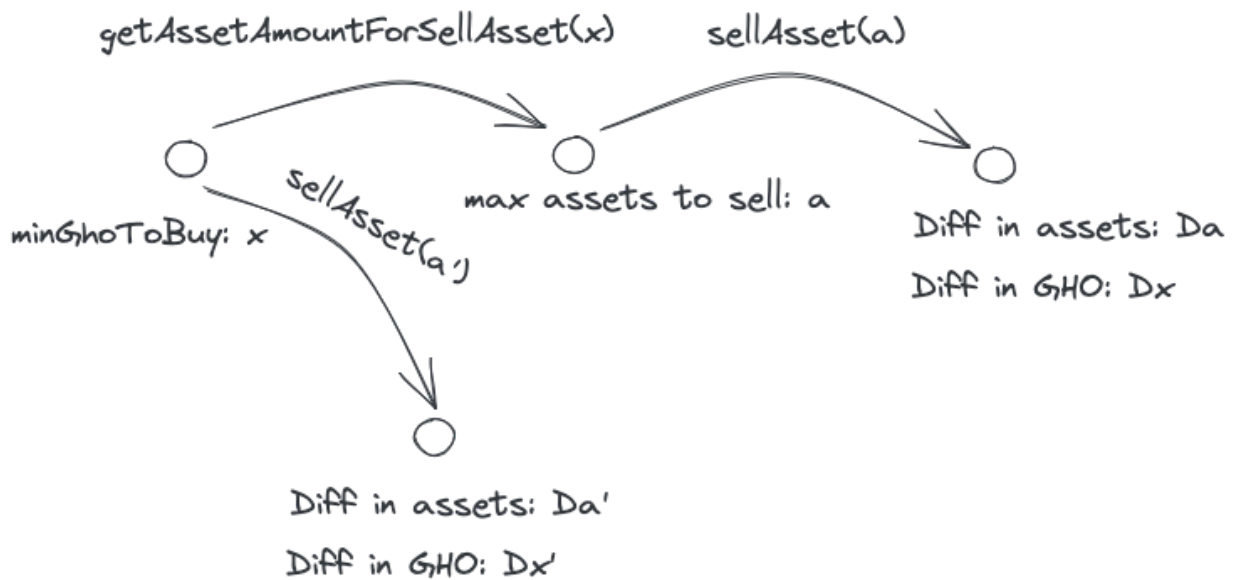 getAssetAmountForSellAsset(x)
sellAsset(a)
sellAsset(a')
max assets to sell: a
minGhoToBuy: x
Diff in assets: Da
Diff in GHO: Dx
Diff in assets: Da'
Diff in GHO: Dx'